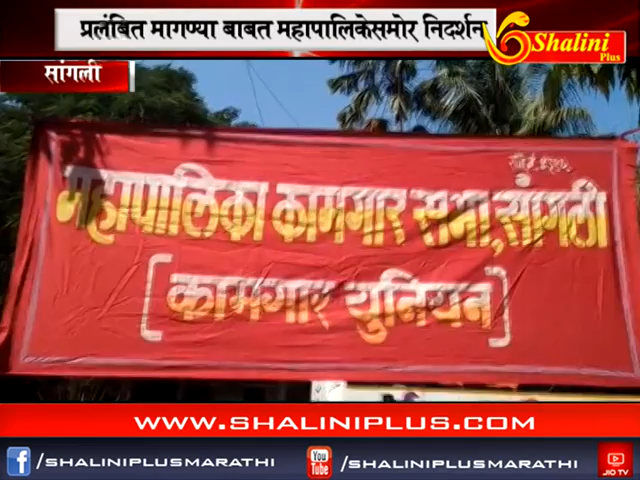 प्रलंबित मागण्या बाबत महापालिकेसमोर निदर्शन
Shalini
Plus
सांगली
महापालिका कामगार सभा, सांगली
[कामगार युनियन]
WWW.SHALINIPLUS.COM
/SHALINIPLUSMARATHI
You
Tube
/SHALINIPLUSMARATHI
JIO TV